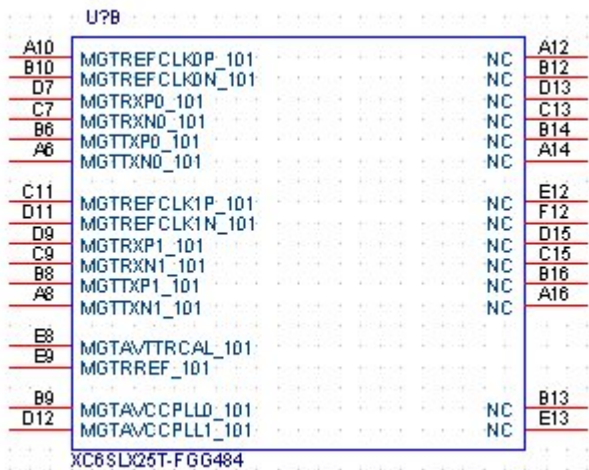 U?B
A10 MGTREFCLK0P_101 NC A12
B10 MGTREFCLK0N_101 NC B12
D7 MGTRXP0_101 NC D13
C7 MGTRXN0_101 NC C13
B6 MGTTXP0_101 NC B14
A6 MGTTXN0_101 NC A14
C11 MGTREFCLK1P_101 NC E12
D11 MGTREFCLK1N_101 NC F12
D9 MGTRXP1_101 NC D15
C9 MGTRXN1_101 NC C15
B8 MGTTXP1_101 NC B16
A8 MGTTXN1_101 NC A16
E8 MGTAVTTRCAL_101
E9 MGTRREF_101
B9 MGTAVCCPLL0_101 NC B13
D12 MGTAVCCPLL1_101 NC E13
XC6SLX25T-FGG484